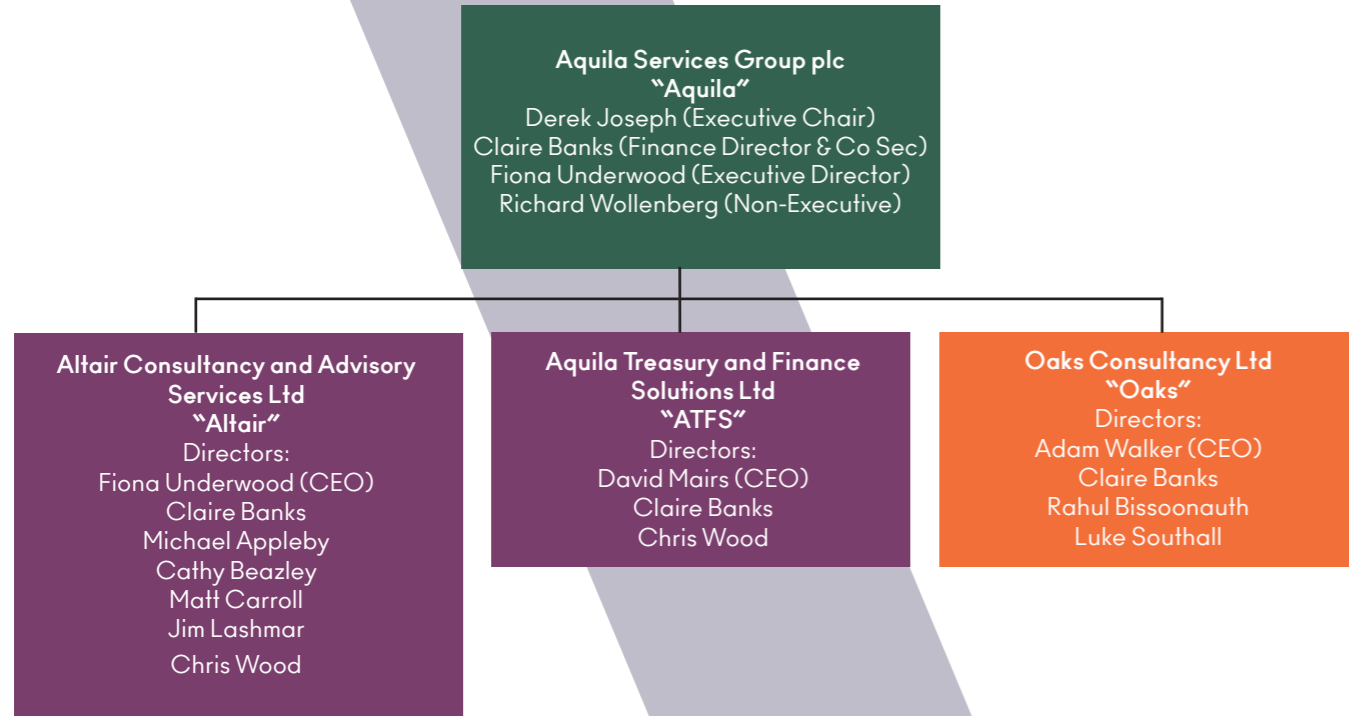 Aquila Services Group plc
“Aquila”
Derek Joseph (Executive Chair)
Claire Banks (Finance Director & Co Sec)
Fiona Underwood (Executive Director)
Richard Wollenberg (Non-Executive)
Altair Consultancy and Advisory
Services Ltd
“Altair”
Directors:
Fiona Underwood (CEO)
Claire Banks
Michael Appleby
Cathy Beazley
Matt Carroll
Jim Lashmar
Chris Wood
Aquila Treasury and Finance
Solutions Ltd
“ATFS”
Directors:
David Mairs (CEO)
Claire Banks
Chris Wood
Oaks Consultancy Ltd
“Oaks”
Directors:
Adam Walker (CEO)
Claire Banks
Rahul Bissoonauth
Luke Southall